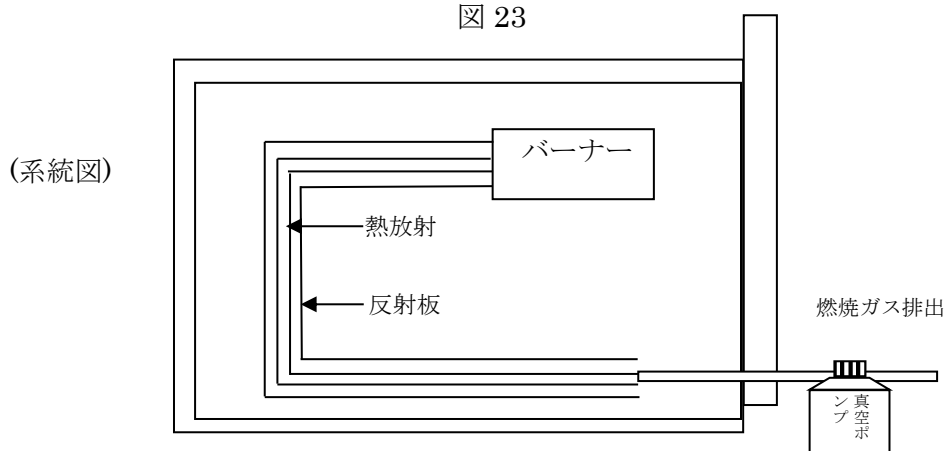 図 23
バーナー
(系統図)
熱放射
反射板
燃焼ガス排出
真空ポ
ンプ